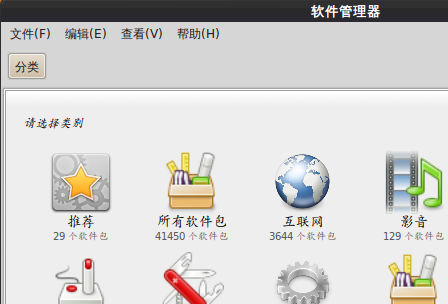 软件管理器
文件(F) 编辑(E) 查看(V) 帮助(H)
分类
请选择类别
推荐 所有软件包 互联网 影音
29 个软件包 41450 个软件包 3644 个软件包 129 个软件包